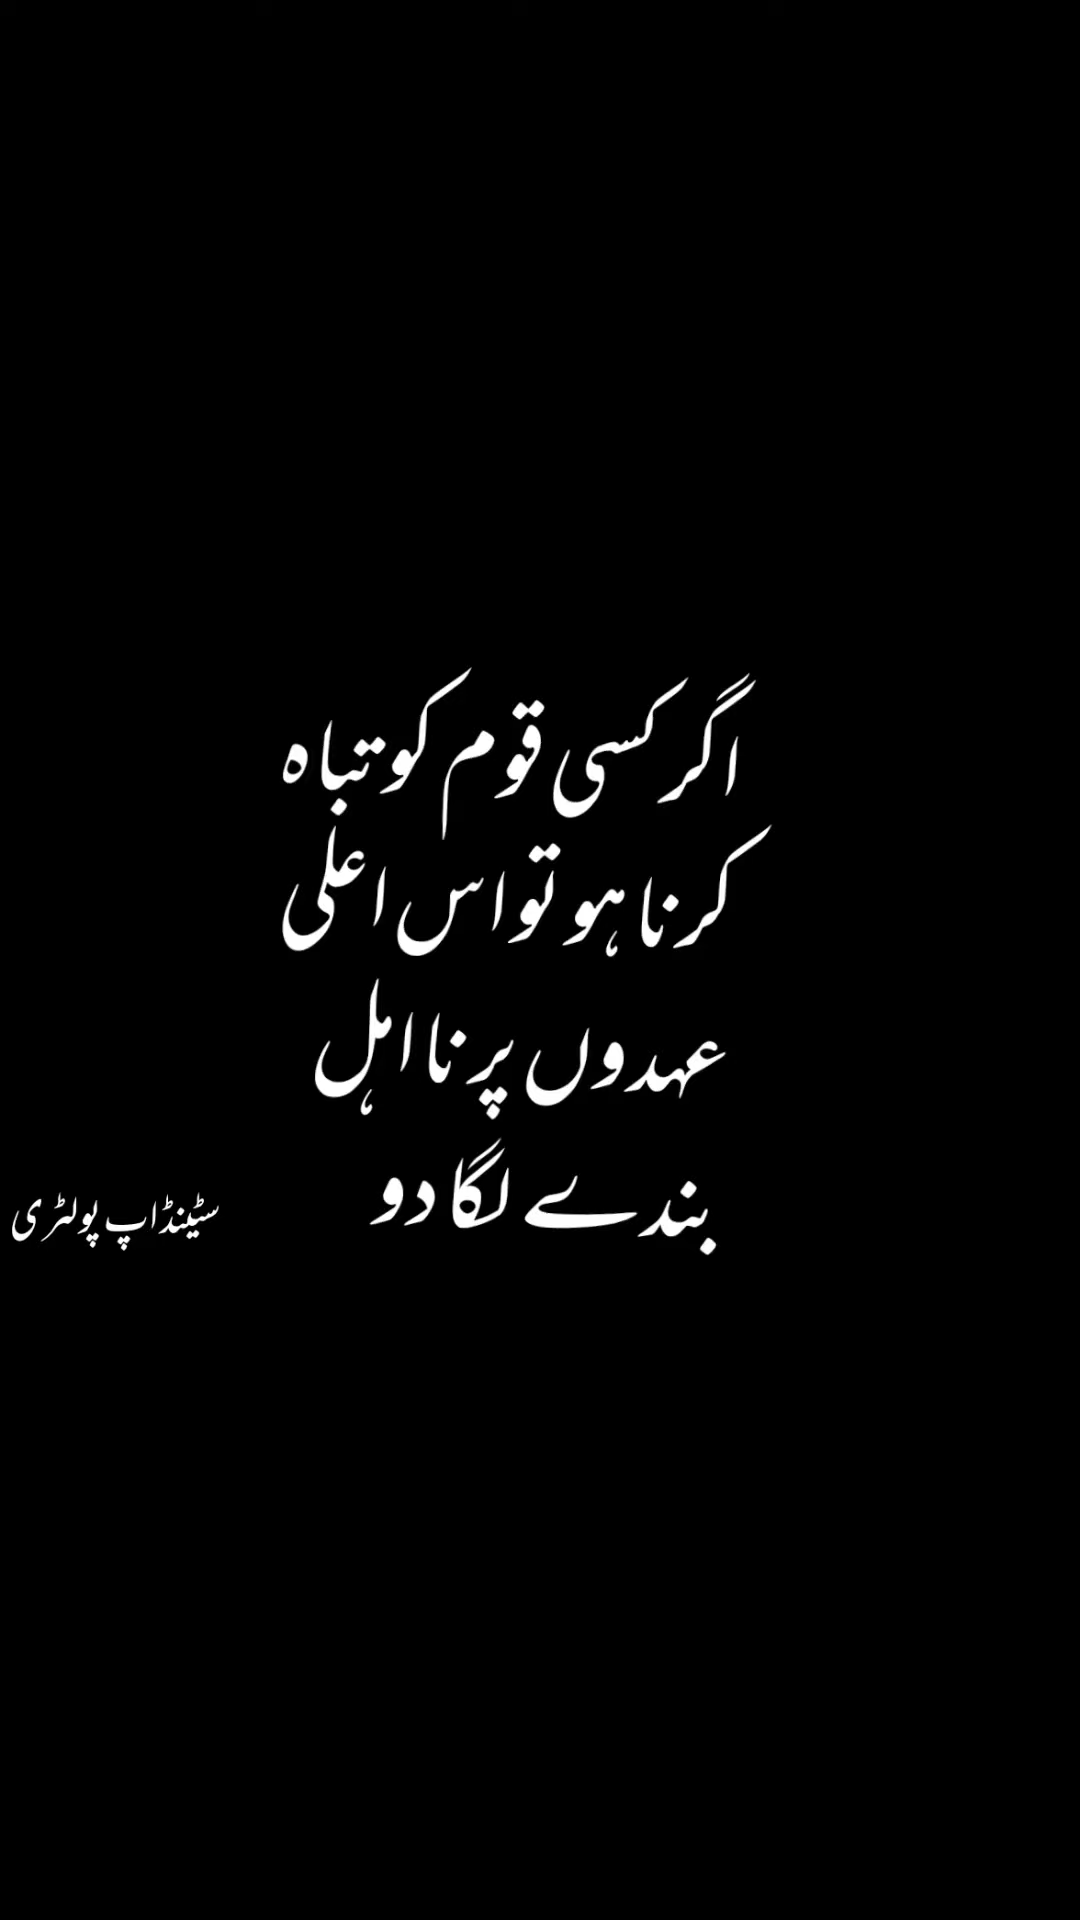 اگر کسی قوم کو تباہ
کرنا ہو تو اس اعلی
عہدوں پر نا اہل
بندے لگا دو
سٹینڈاپ پولٹری